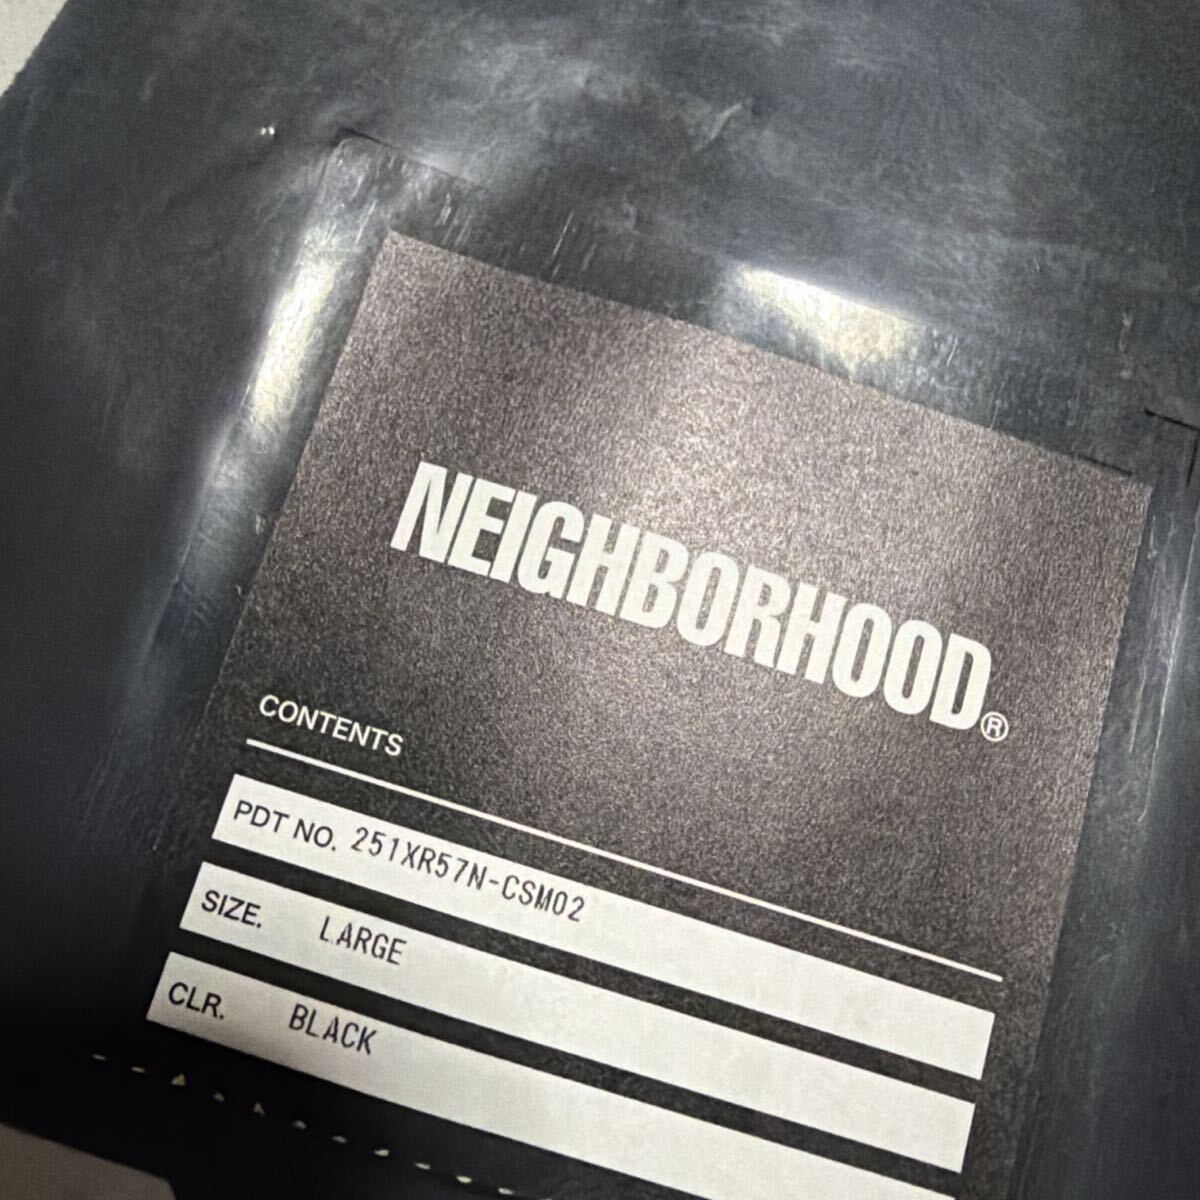 NEIGHBORHOOD®
CONTENTS
PDT NO. 251XR57N-CSM02
SIZE. LARGE
CLR. BLACK